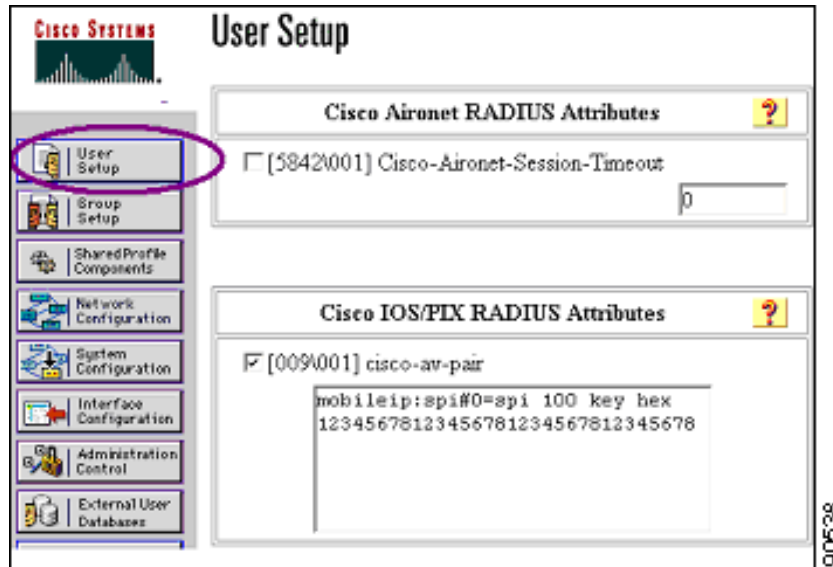 CISCO SYSTEMS
User Setup
User
Setup
Group
Setup
Shared Profile
Components
Network
Configuration
System
Configuration
Interface
Configuration
Administration
Control
External User
Databases
Cisco Aironet RADIUS Attributes
?
[5842\001] Cisco-Aironet-Session-Timeout
0
Cisco IOS/PIX RADIUS Attributes
?
[009\001] cisco-av-pair
mobileip:spi#0=spi 100 key hex
12345678123456781234567812345678
90538